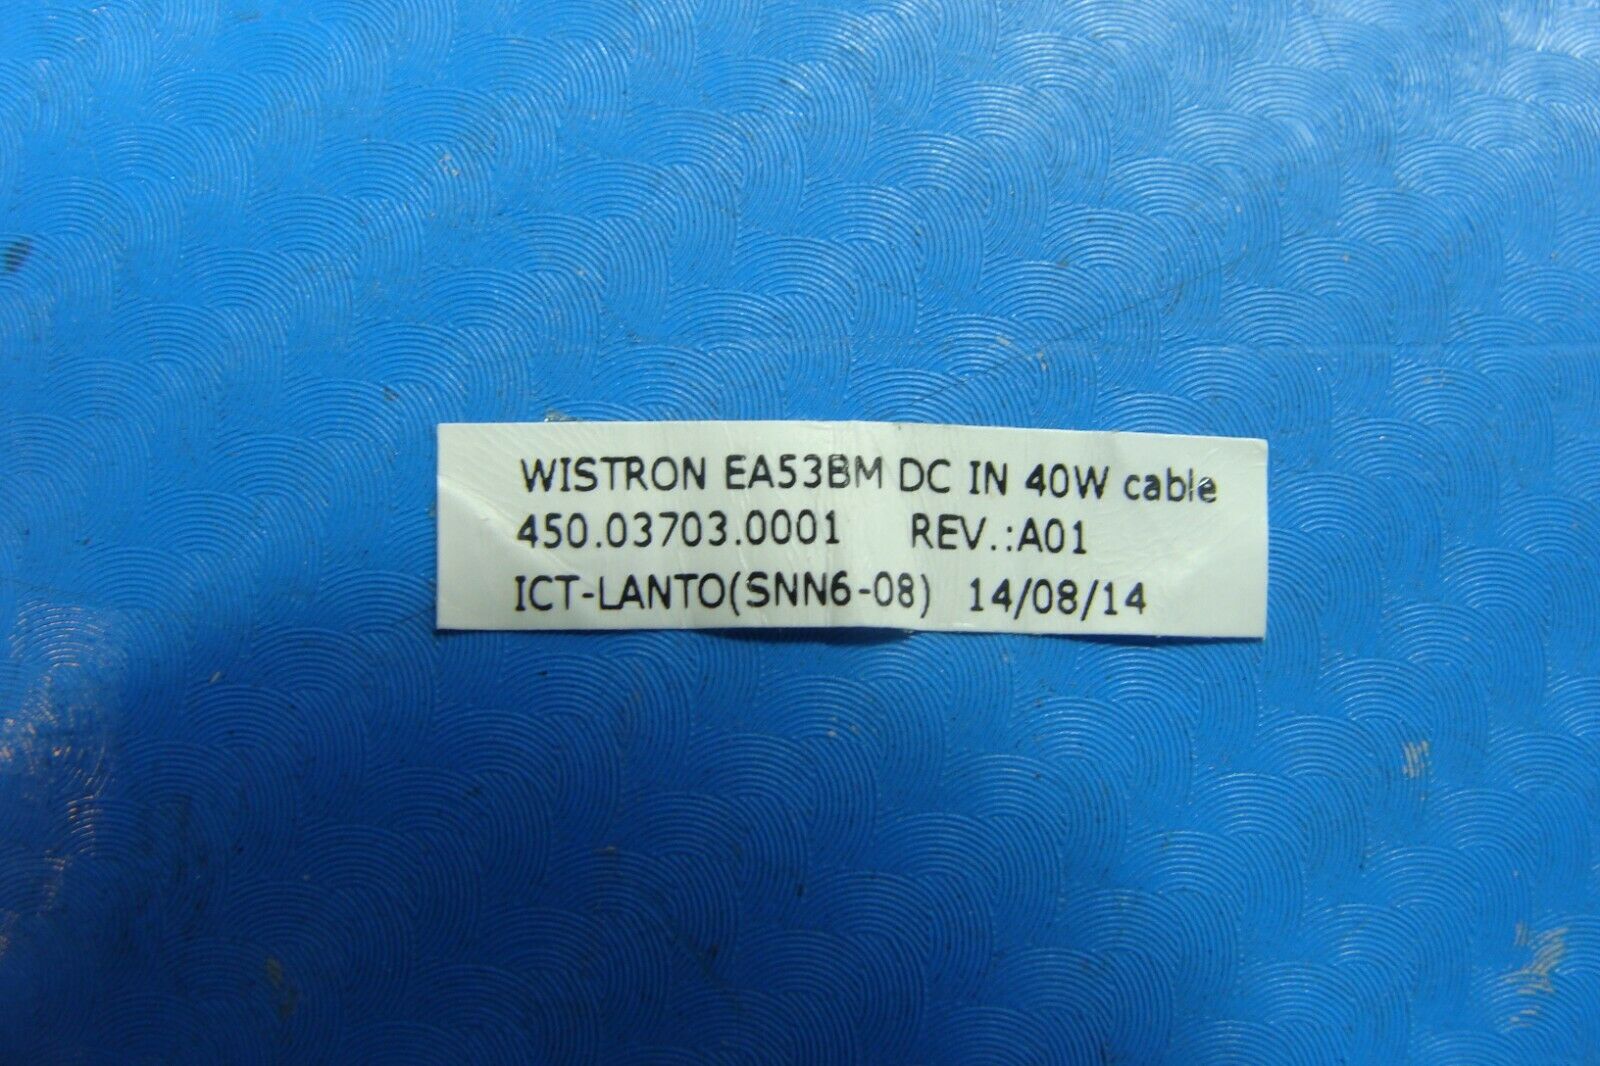 WISTRON EA53BM DC IN 40W cable
450.03703.0001 REV.:A01
ICT-LANTO(SNN6-08) 14/08/14